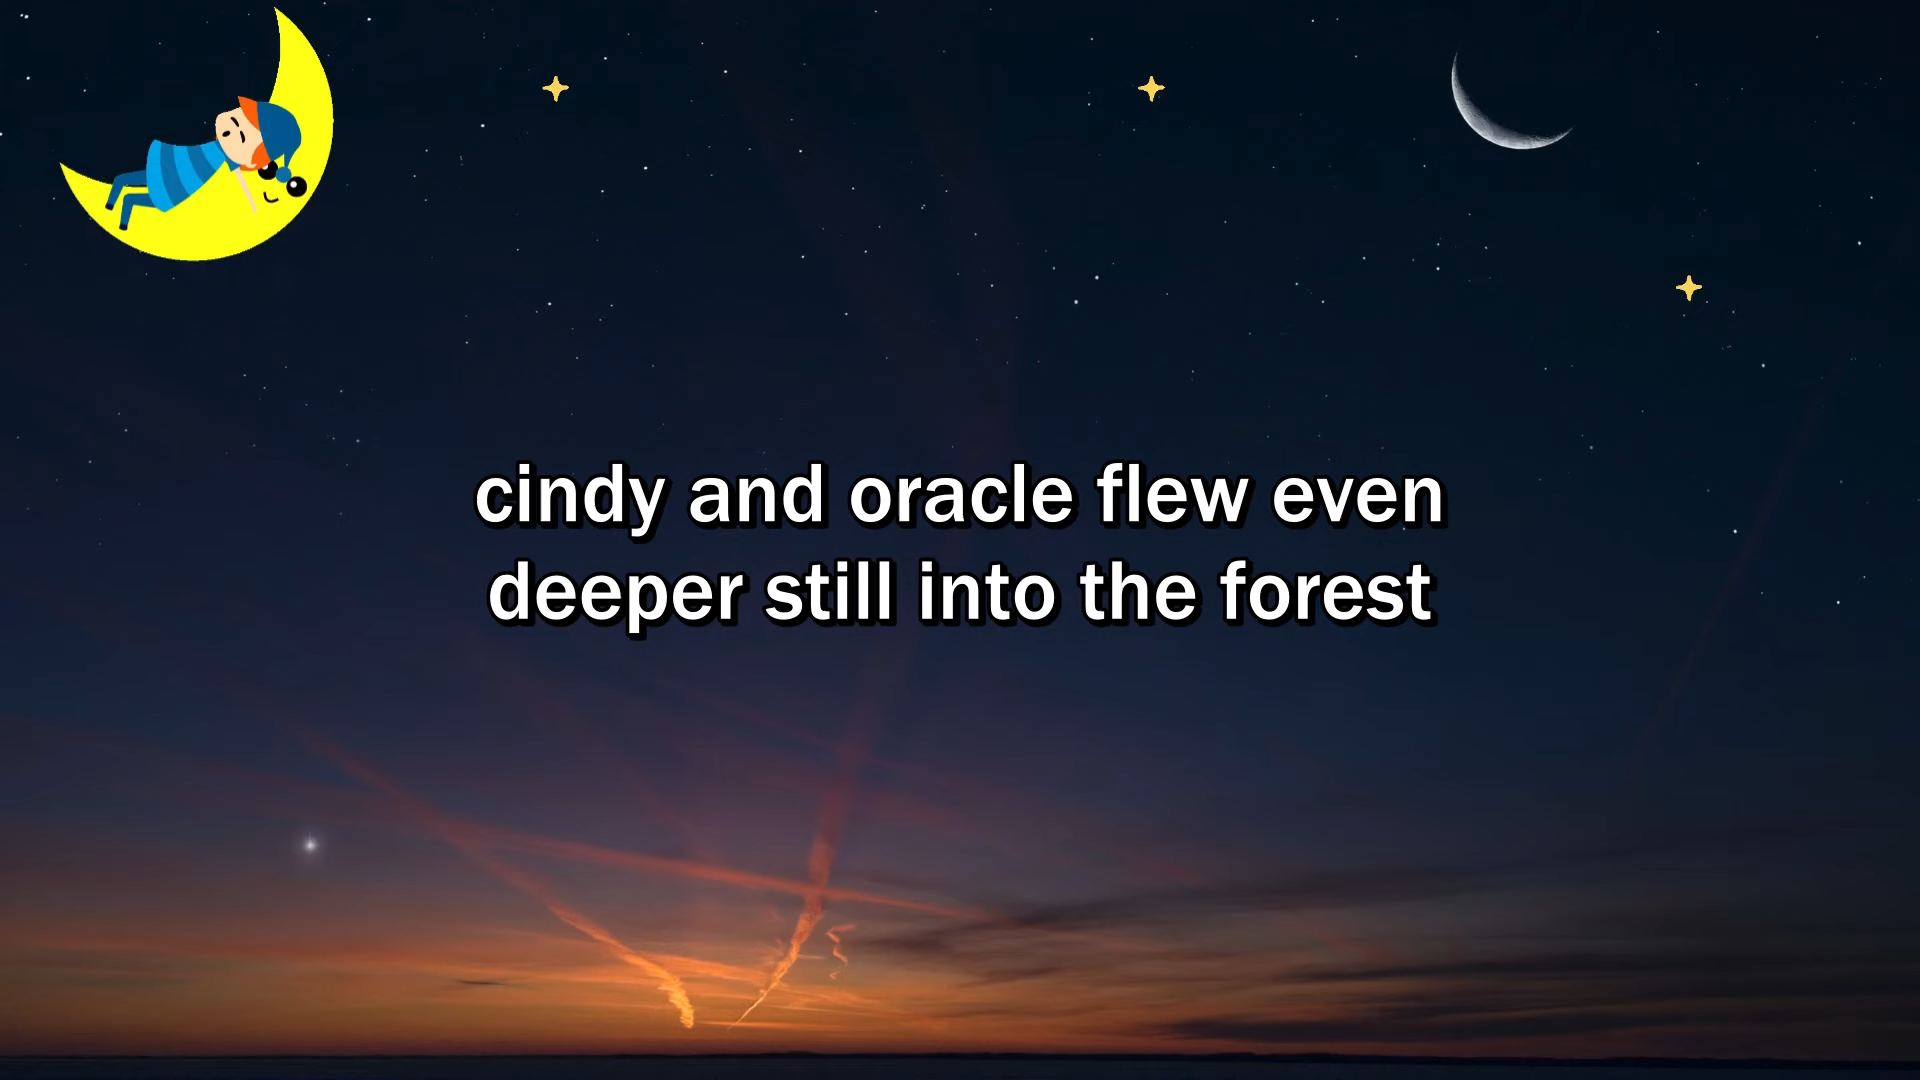 cindy and oracle flew even
deeper still into the forest